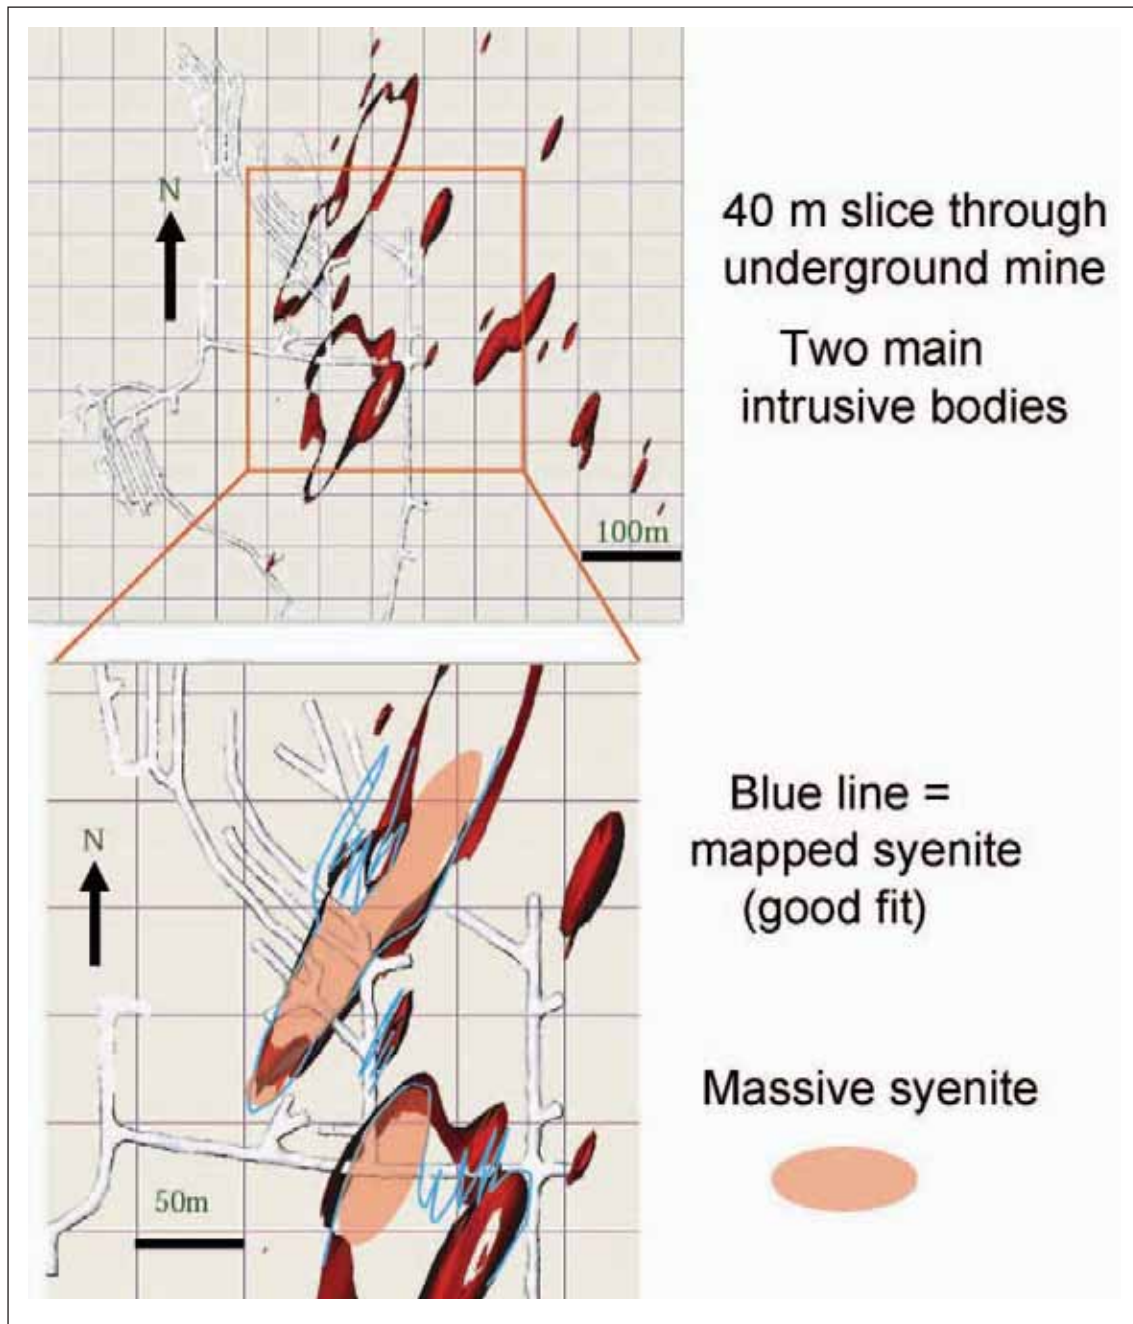 N
100m
40 m slice through
underground mine
Two main
intrusive bodies
N
50m
Blue line =
mapped syenite
(good fit)
Massive syenite